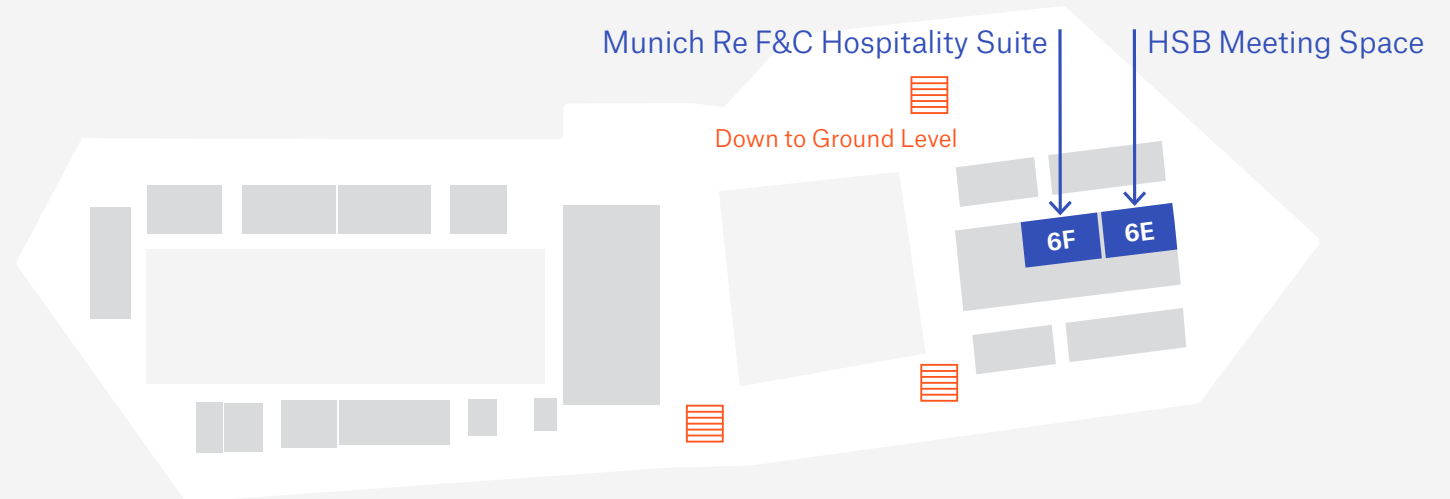 Munich Re F&C Hospitality Suite
HSB Meeting Space
Down to Ground Level
6F
6E